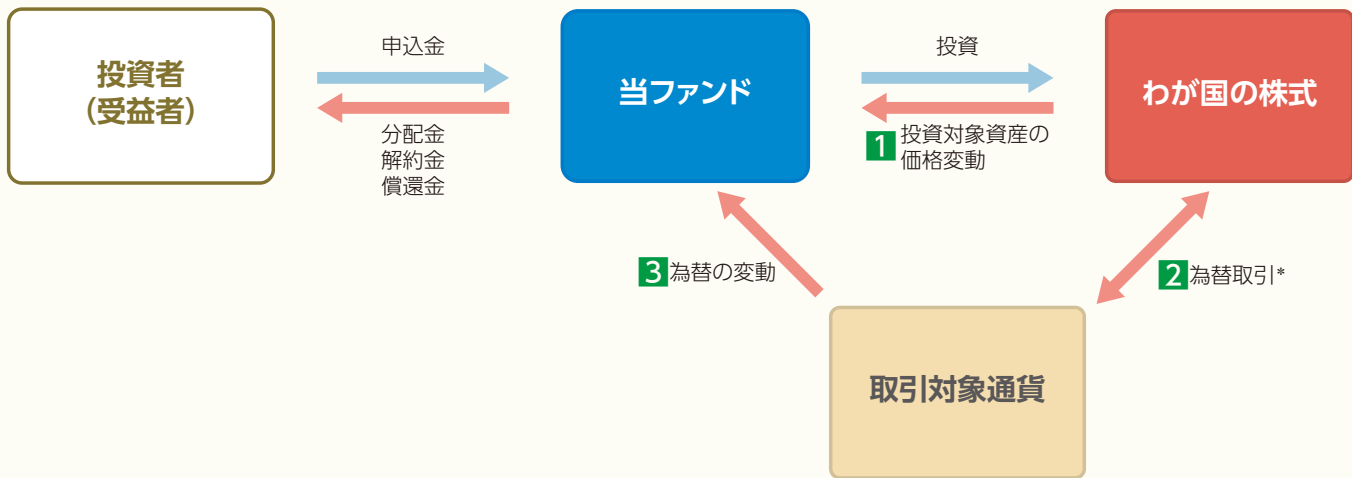 投資者
(受益者)
申込金
分配金
解約金
償還金
当ファンド
投資
1 投資対象資産の
価格変動
わが国の株式
3 為替の変動
2 為替取引*
取引対象通貨